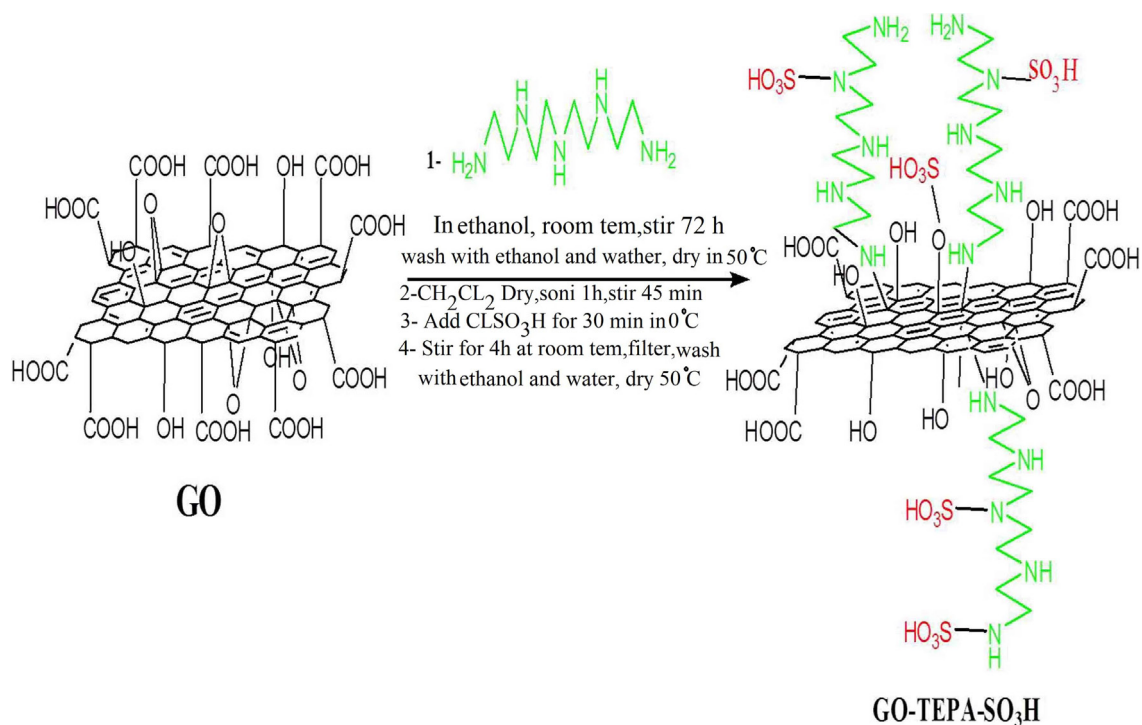 COOH
COOH
COOH
OH
COOH
HOOC
COOH
O
O
HO
HOOC
OH
O
O
COOH
COOH
OH
COOH
COOH
GO
H
N
H
N
1- H2N
N
H
NH2
In ethanol, room tem,stir 72 h
wash with ethanol and wather, dry in 50°C
2-CH2CL2 Dry,soni 1h,stir 45 min
3- Add CLSO3H for 30 min in 0°C
4- Stir for 4h at room tem,filter,wash
with ethanol and water, dry 50°C
NH2
H2N
HO3S
N
N
SO3H
NH
HN
HN
HO3S
NH
OH
COOH
HOOC
OH
O
NH
HN
COOH
HO
HOOC
HO
HO
HO
O
COOH
HN
NH
HO3S
N
NH
HO3S
N
H
GO-TEPA-SO3H